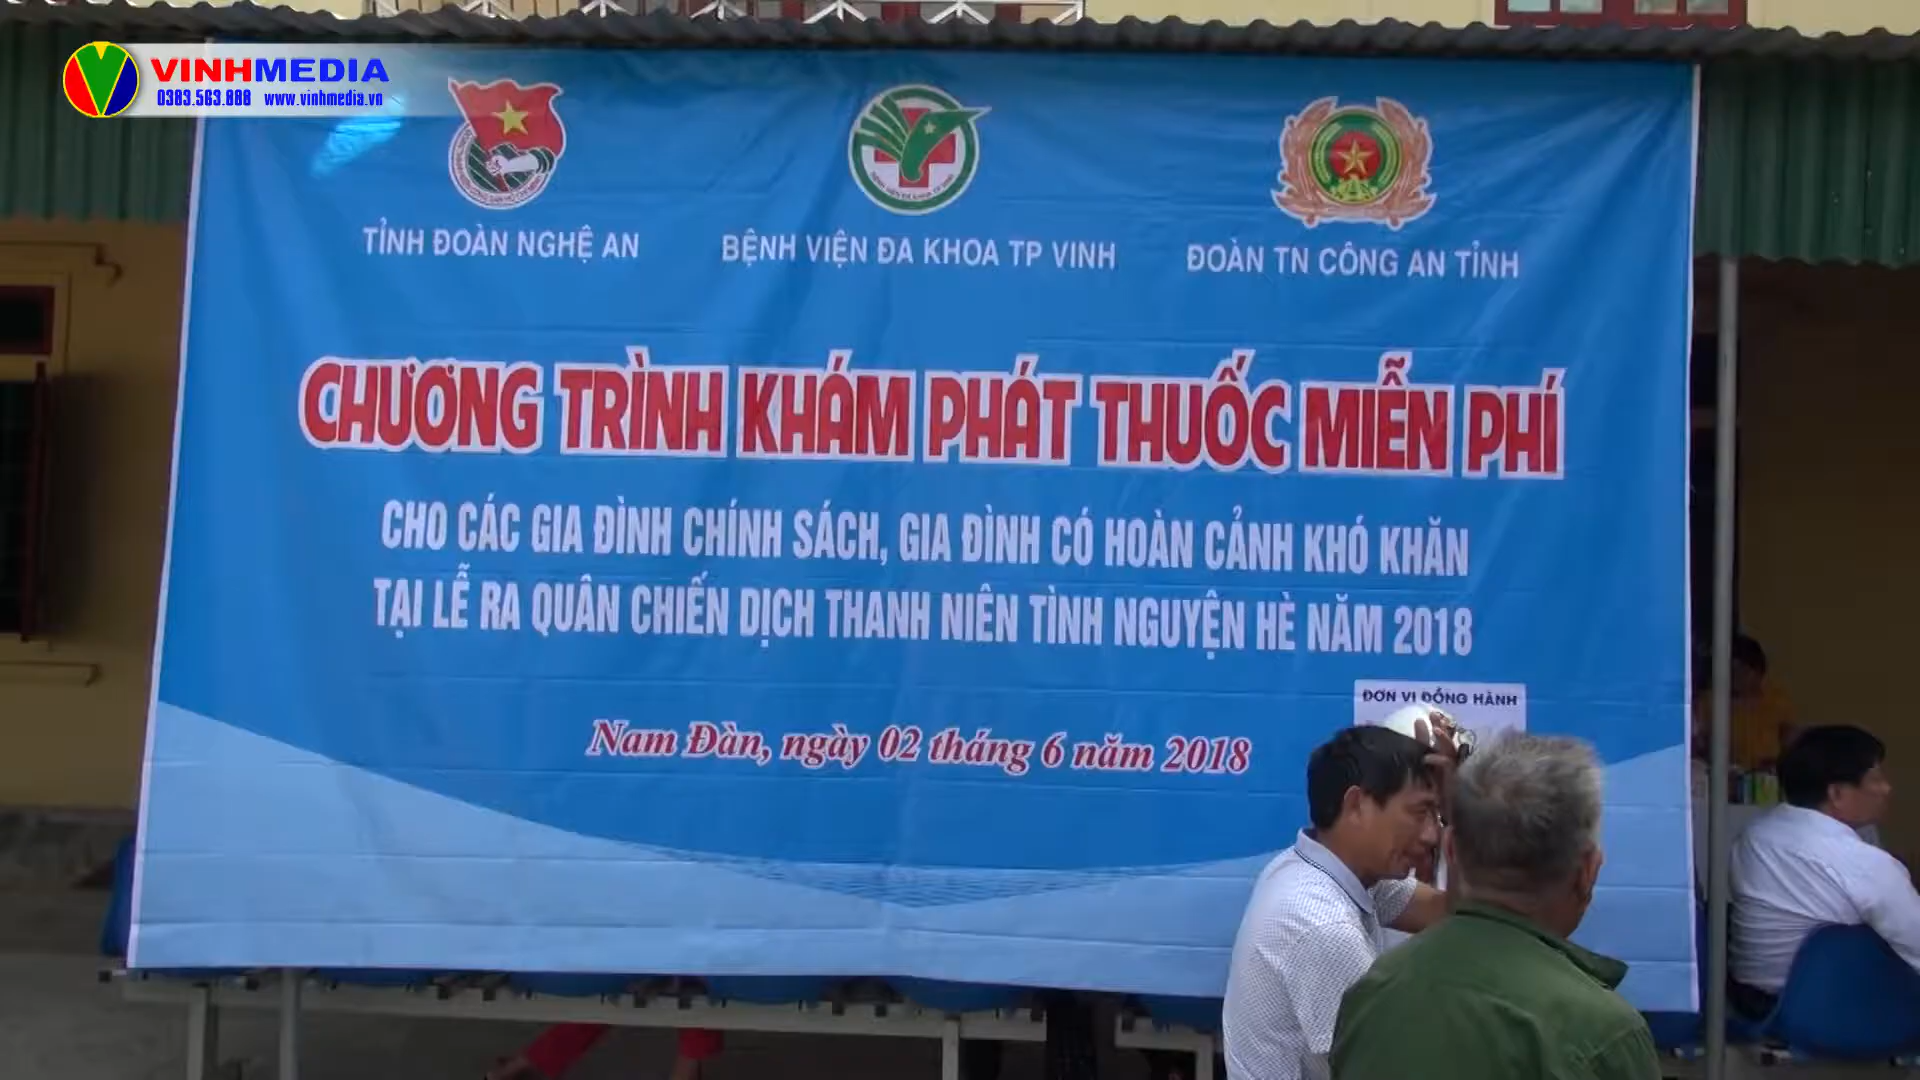 VINHMEDIA
0383.563.888 www.vinhmedia.vn
TỈNH ĐOÀN NGHỆ AN
BỆNH VIỆN ĐA KHOA TP VINH
ĐOÀN TN CÔNG AN TỈNH
CHƯƠNG TRÌNH KHÁM PHÁT THUỐC MIỄN PHÍ
CHO CÁC GIA ĐÌNH CHÍNH SÁCH, GIA ĐÌNH CÓ HOÀN CẢNH KHÓ KHĂN
TẠI LỄ RA QUÂN CHIẾN DỊCH THANH NIÊN TÌNH NGUYỆN HÈ NĂM 2018
ĐƠN VỊ ĐỒNG HÀNH
Nam Đàn, ngày 02 tháng 6 năm 2018